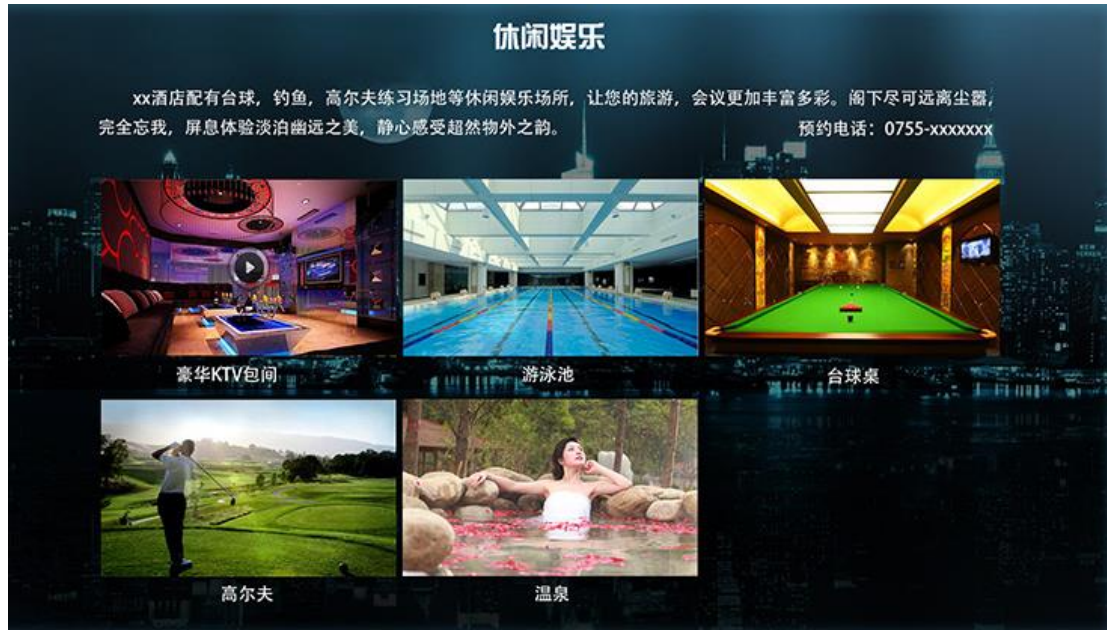 休闲娱乐
xx酒店配有台球，钓鱼，高尔夫练习场地等休闲娱乐场所，让您的旅游，会议更加丰富多彩。阁下尽可远离尘嚣，
完全忘我，屏息体验淡泊幽远之美，静心感受超然物外之韵。 预约电话：0755-xxxxxxx
豪华KTV包间 游泳池 台球桌
高尔夫 温泉